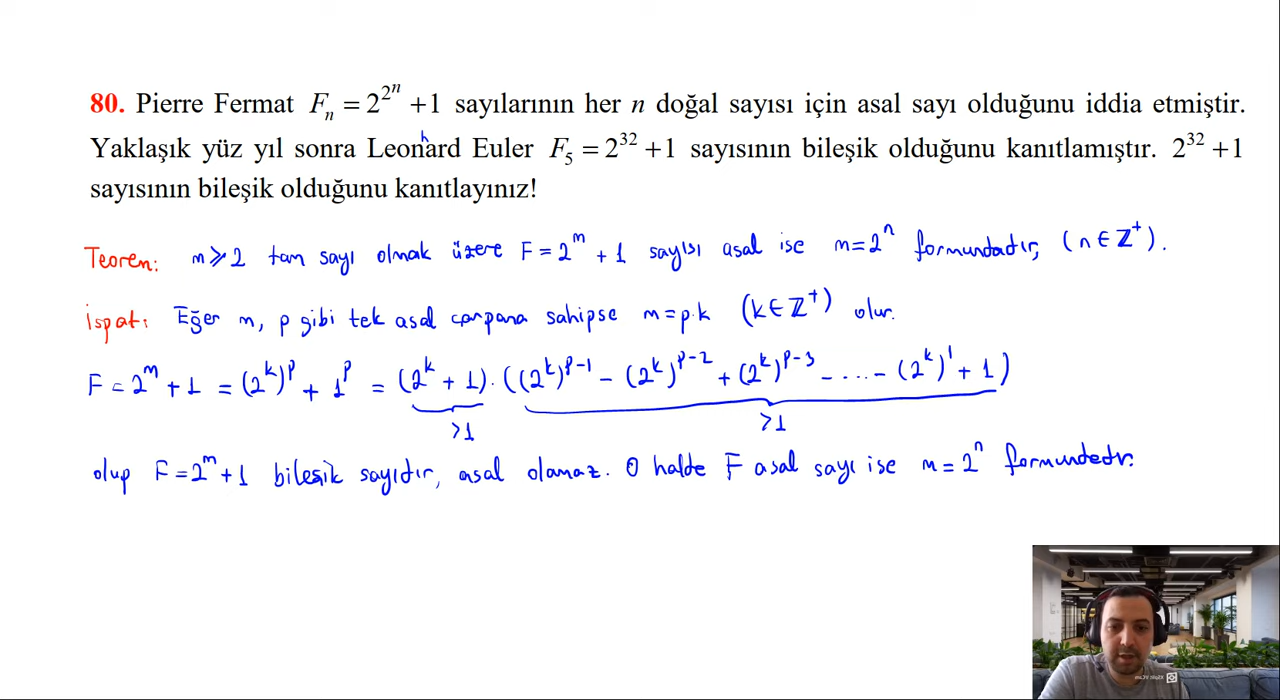 80. Pierre Fermat Fₙ = 2^(2^n) + 1 sayılarının her n doğal sayısı için asal sayı olduğunu iddia etmiştir.
Yaklaşık yüz yıl sonra Leonhard Euler F₅ = 2^32 + 1 sayısının bileşik olduğunu kanıtlamıştır. 2^32 + 1
sayısının bileşik olduğunu kanıtlayınız!
Teorem: m ⩾ 2 tam sayı olmak üzere F = 2^m + 1 sayısı asal ise m = 2^n formundadır, (n ∈ ℤ⁺).
İspat: Eğer m, p gibi tek asal çarpana sahipse m = p·k (k ∈ ℤ⁺) olur.
F = 2^m + 1 = (2^k)^p + 1^p = (2^k + 1)·((2^k)^(p-1) - (2^k)^(p-2) + (2^k)^(p-3) - .... - (2^k)^1 + 1)
>1 >1
olup F = 2^m + 1 bileşik sayıdır, asal olamaz. O halde F asal sayı ise m = 2^n formundadır.